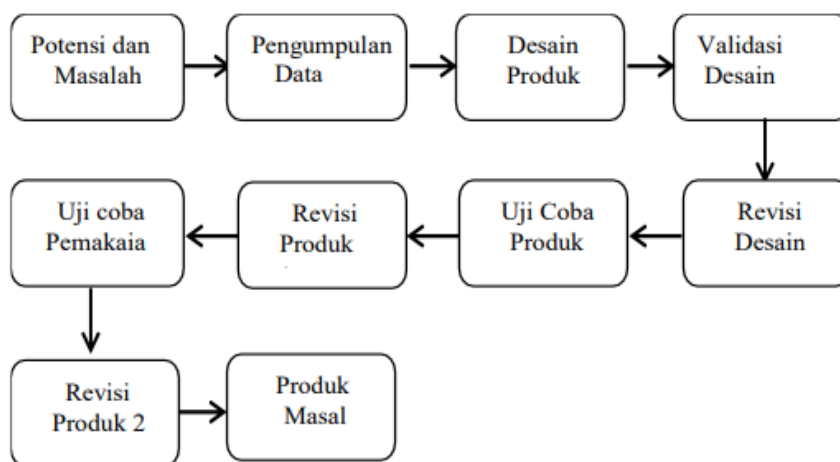 Potensi dan
Masalah
Pengumpulan
Data
Desain
Produk
Validasi
Desain
Revisi
Desain
Uji Coba
Produk
Revisi
Produk
Uji coba
Pemakaia
Revisi
Produk 2
Produk
Masal